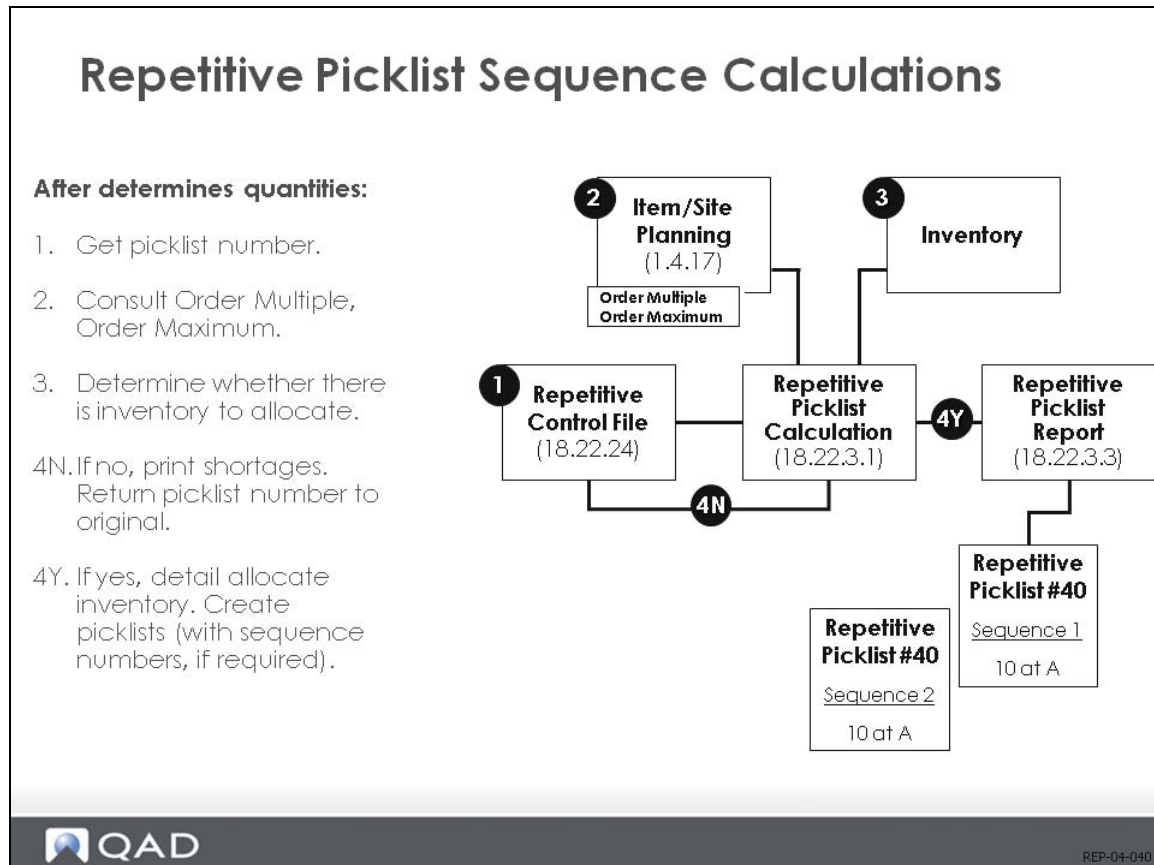 Repetitive Picklist Sequence Calculations
After determines quantities:
1. Get picklist number.
2. Consult Order Multiple,
Order Maximum.
3. Determine whether there
is inventory to allocate.
4N. If no, print shortages.
Return picklist number to
original.
4Y. If yes, detail allocate
inventory. Create
picklists (with sequence
numbers, if required).
2
Item/Site
Planning
(1.4.17)
Order Multiple
Order Maximum
3
Inventory
1
Repetitive
Control File
(18.22.24)
Repetitive
Picklist
Calculation
(18.22.3.1)
4Y
Repetitive
Picklist
Report
(18.22.3.3)
4N
Repetitive
Picklist #40
Sequence 1
10 at A
Repetitive
Picklist #40
Sequence 2
10 at A
QAD
REP-04-040